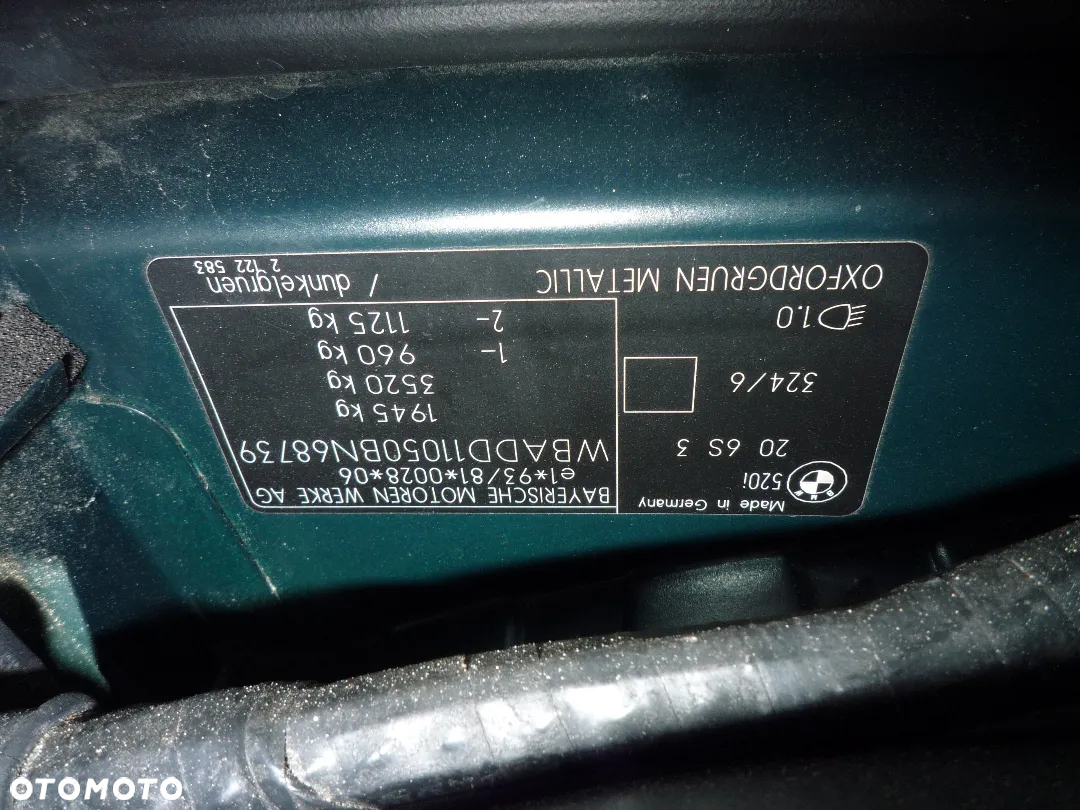 Made in Germany
520i
20 6S 3
324/6
1.0
BAYERISCHE MOTOREN WERKE AG
e1*93/81*0028*06
WBADD11050BN68739
1945 kg
3520 kg
1- 960 kg
2- 1125 kg
OXFORDGRUEN METALLIC / dunkelgruen
2 122 583
OTOMOTO